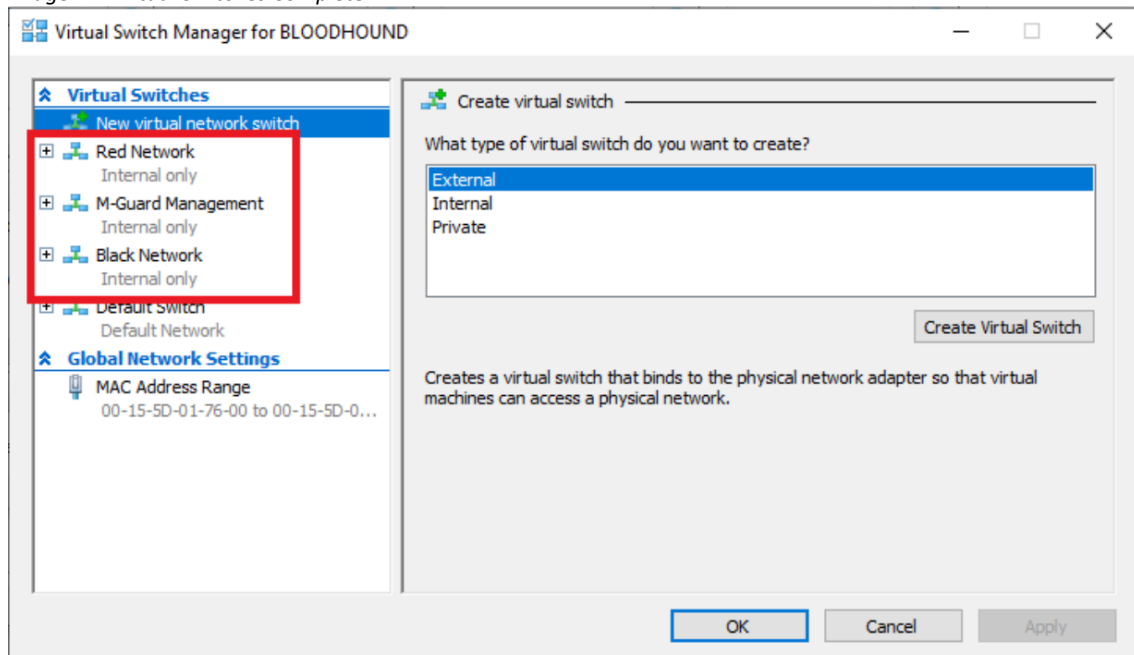 Virtual Switch Manager for BLOODHOUND
Virtual Switches
New virtual network switch
Red Network
Internal only
M-Guard Management
Internal only
Black Network
Internal only
Default Switch
Default Network
Global Network Settings
MAC Address Range
00-15-5D-01-76-00 to 00-15-5D-0...
Create virtual switch
What type of virtual switch do you want to create?
External
Internal
Private
Create Virtual Switch
Creates a virtual switch that binds to the physical network adapter so that virtual
machines can access a physical network.
OK
Cancel
Apply